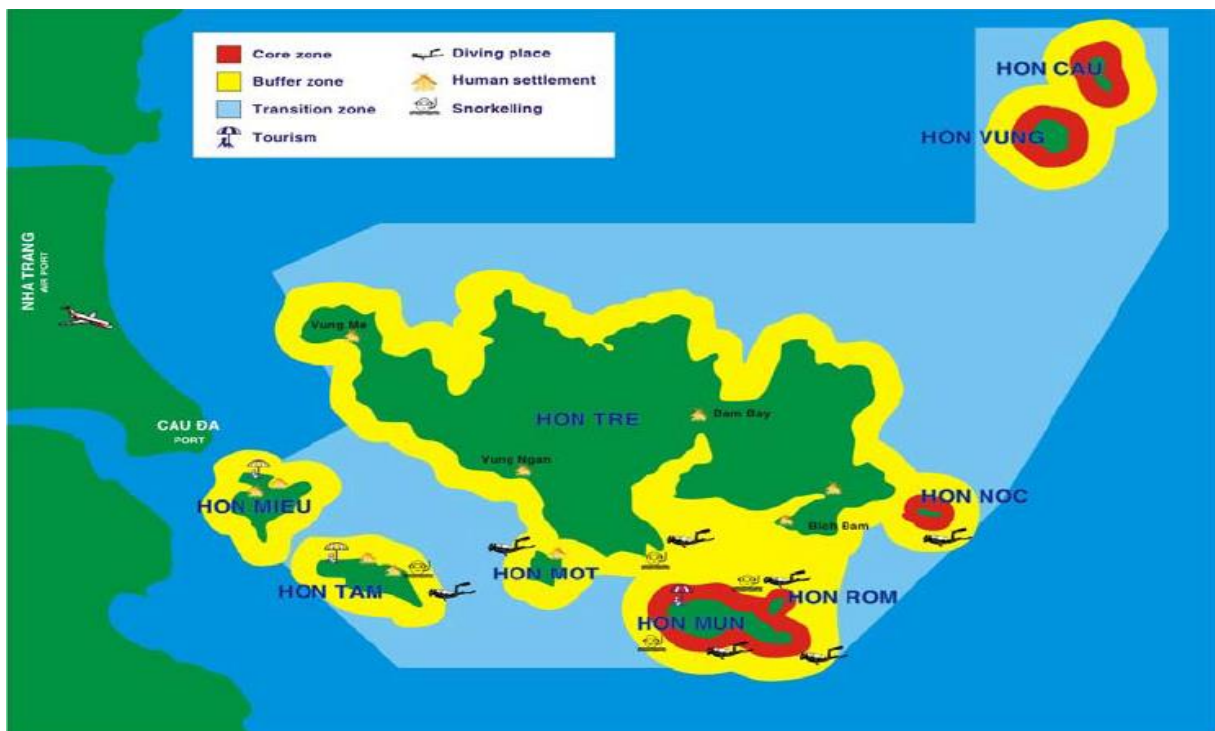 Core zone
Buffer zone
Transition zone
Tourism
Diving place
Human settlement
Snorkelling
HON CAU
HON VUNG
NHA TRANG
AIR PORT
Vung Me
HON TRE
Dam Bay
CAU ĐA
PORT
Vung Ngan
HON MIEU
HON NOC
Bich Dam
HON MOT
HON TAM
HON ROM
HON MUN